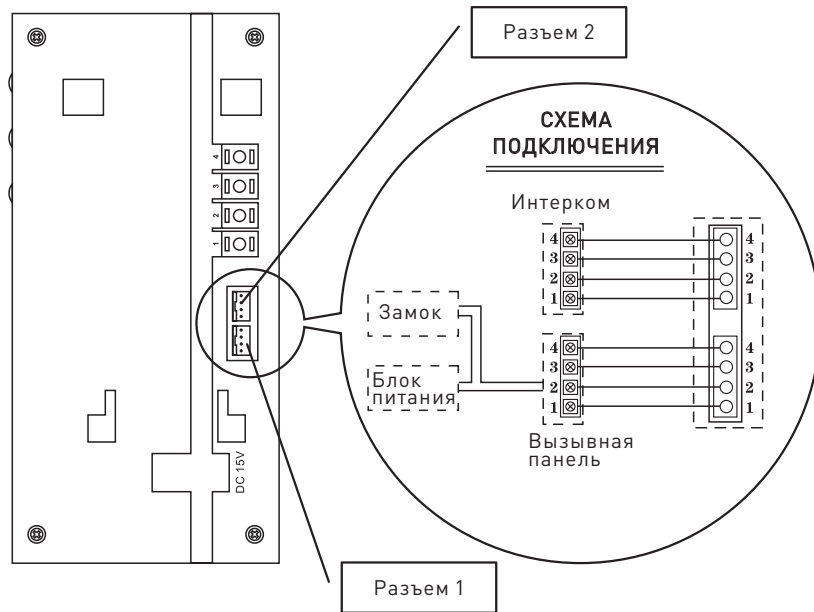 Разъем 2
СХЕМА
ПОДКЛЮЧЕНИЯ
Интерком
4
3
2
1
4
3
2
1
4
3
2
1
Замок
Блок
питания
4
3
2
1
4
3
2
1
Вызывная
панель
DC 15V
Разъем 1